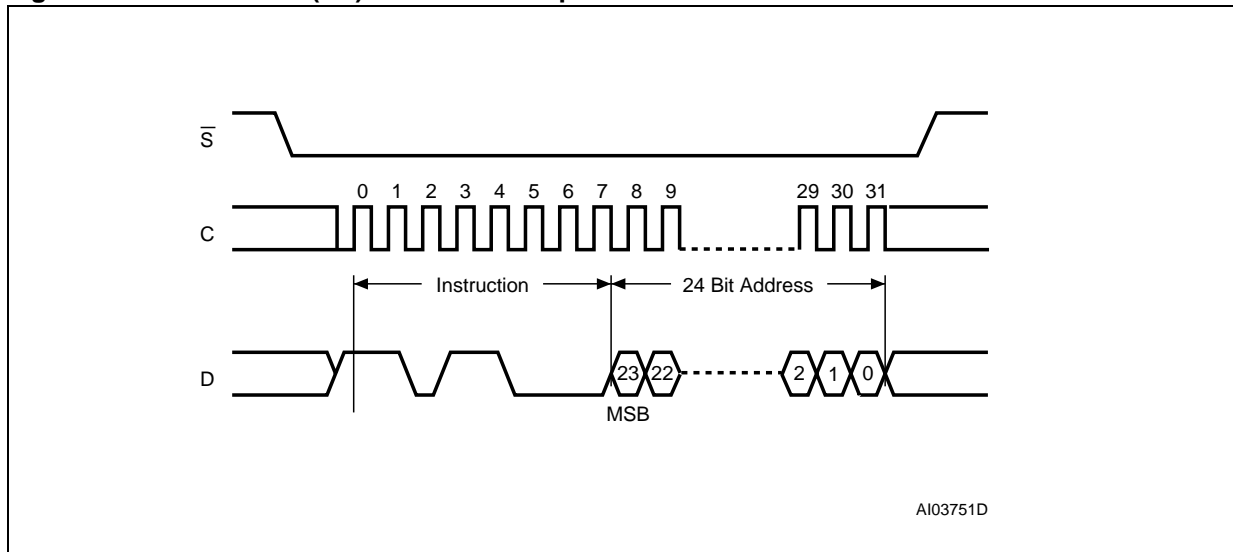 S̅
0 1 2 3 4 5 6 7 8 9 29 30 31
C
Instruction 24 Bit Address
D
23 22 2 1 0
MSB
AI03751D